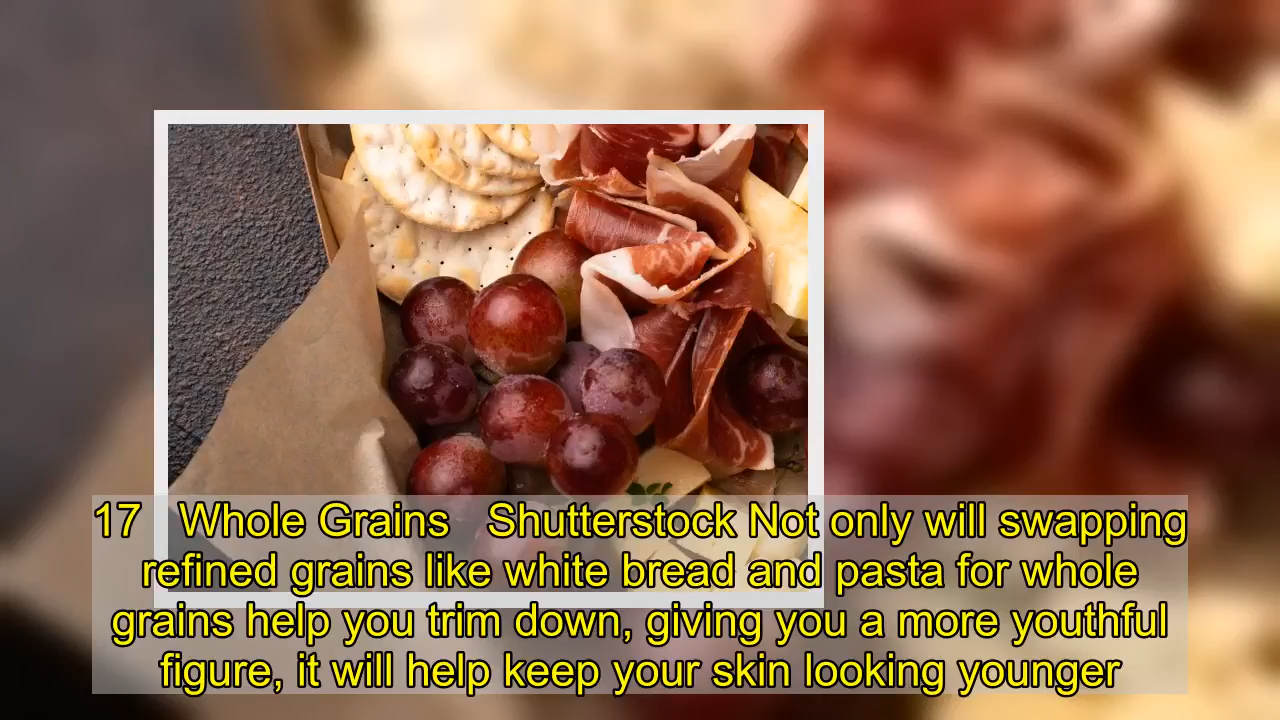 17   Whole Grains   Shutterstock Not only will swapping
refined grains like white bread and pasta for whole
grains help you trim down, giving you a more youthful
figure, it will help keep your skin looking younger